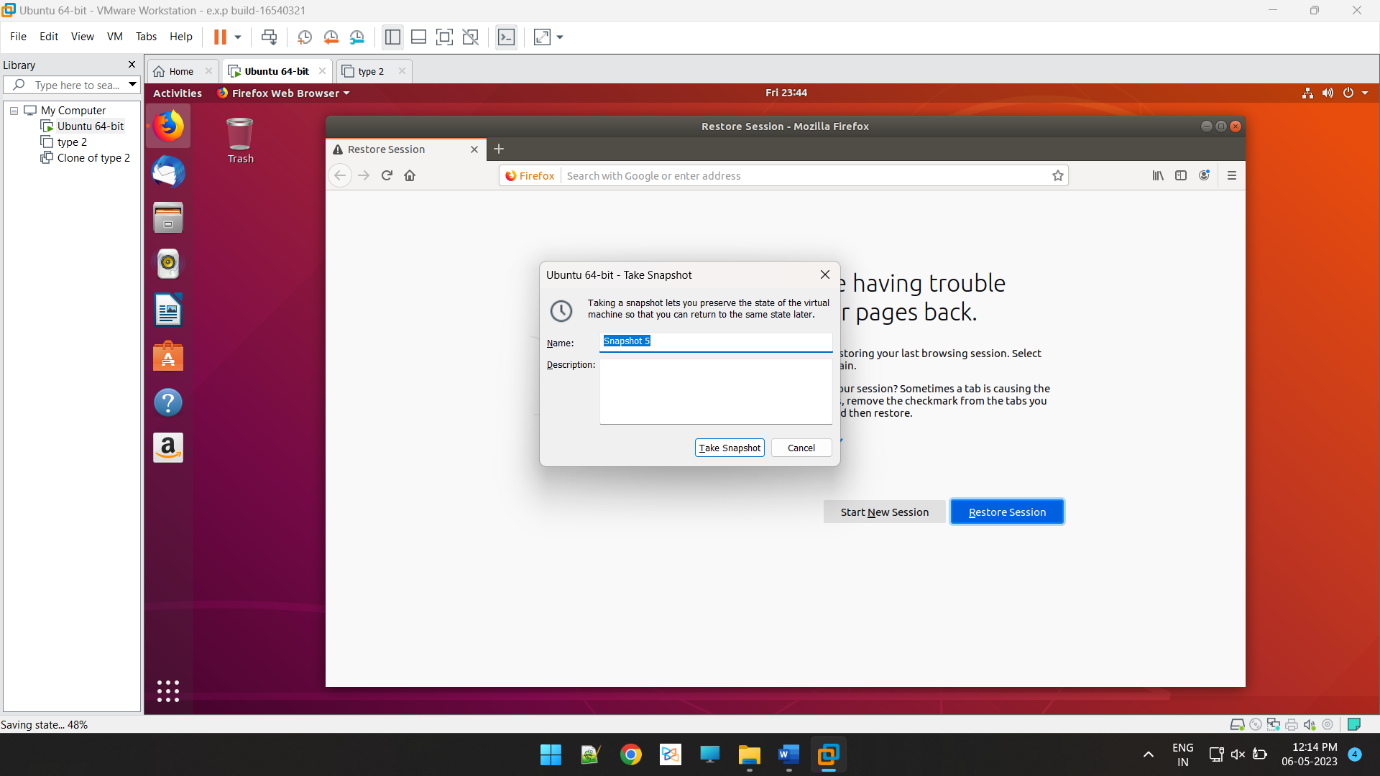 Ubuntu 64-bit - VMware Workstation - e.x.p build-16540321
File Edit View VM Tabs Help
Library
Type here to sea...
My Computer
Ubuntu 64-bit
type 2
Clone of type 2
Home
Ubuntu 64-bit
type 2
Activities
Firefox Web Browser
Fri 23:44
Trash
Restore Session - Mozilla Firefox
Restore Session
Firefox
Search with Google or enter address
having trouble
pages back.
storing your last browsing session. Select
ain.
our session? Sometimes a tab is causing the
, remove the checkmark from the tabs you
d then restore.
Start New Session
Restore Session
Ubuntu 64-bit - Take Snapshot
Taking a snapshot lets you preserve the state of the virtual
machine so that you can return to the same state later.
Name:
Snapshot 5
Description:
Take Snapshot
Cancel
Saving state... 48%
ENG
IN
12:14 PM
06-05-2023
4